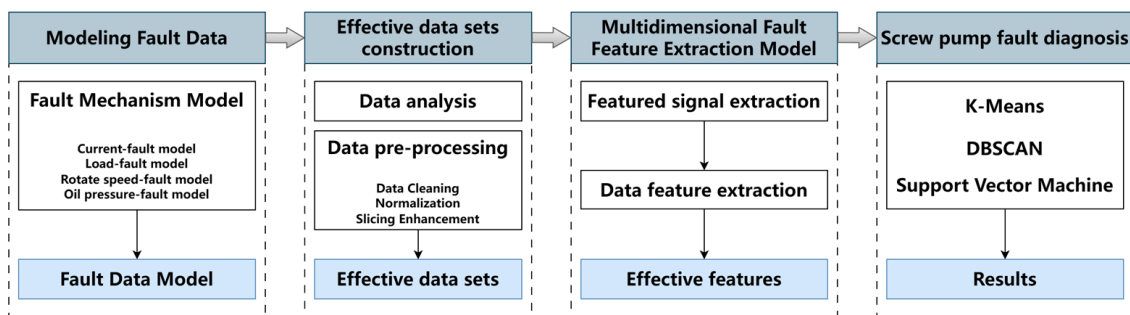 Modeling Fault Data
Fault Mechanism Model
Current-fault model
Load-fault model
Rotate speed-fault model
Oil pressure-fault model
Fault Data Model
Effective data sets
construction
Data analysis
Data pre-processing
Data Cleaning
Normalization
Slicing Enhancement
Effective data sets
Multidimensional Fault
Feature Extraction Model
Featured signal extraction
Data feature extraction
Effective features
Screw pump fault diagnosis
K-Means
DBSCAN
Support Vector Machine
Results